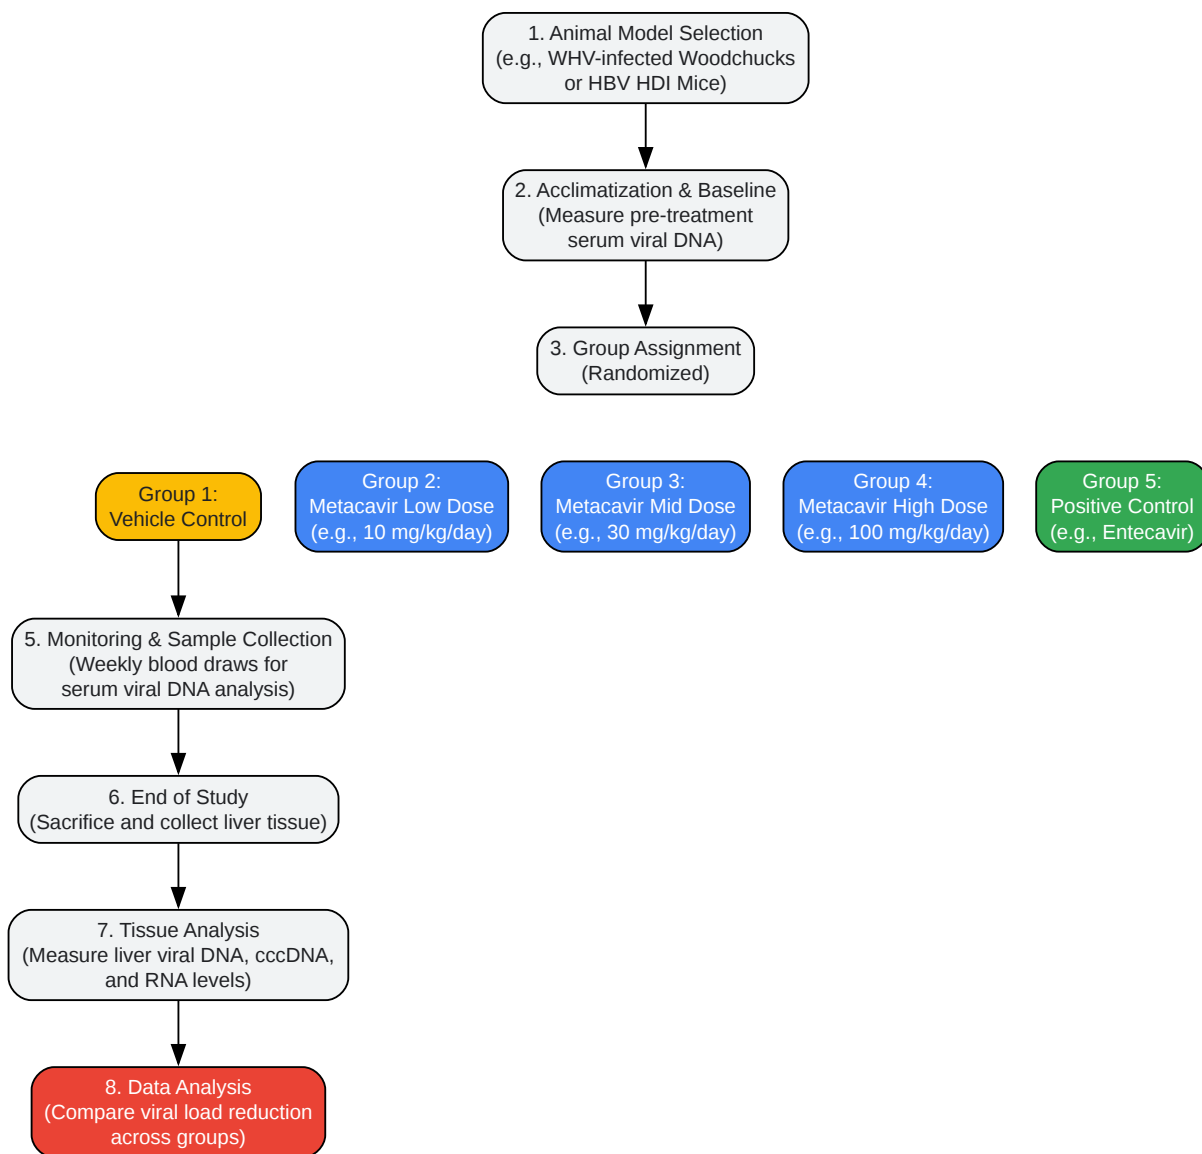 1. Animal Model Selection
(e.g., WHV-infected Woodchucks
or HBV HDI Mice)
2. Acclimatization & Baseline
(Measure pre-treatment
serum viral DNA)
3. Group Assignment
(Randomized)
Group 1:
Vehicle Control
Group 2:
Metacavir Low Dose
(e.g., 10 mg/kg/day)
Group 3:
Metacavir Mid Dose
(e.g., 30 mg/kg/day)
Group 4:
Metacavir High Dose
(e.g., 100 mg/kg/day)
Group 5:
Positive Control
(e.g., Entecavir)
5. Monitoring & Sample Collection
(Weekly blood draws for
serum viral DNA analysis)
6. End of Study
(Sacrifice and collect liver tissue)
7. Tissue Analysis
(Measure liver viral DNA, cccDNA,
and RNA levels)
8. Data Analysis
(Compare viral load reduction
across groups)